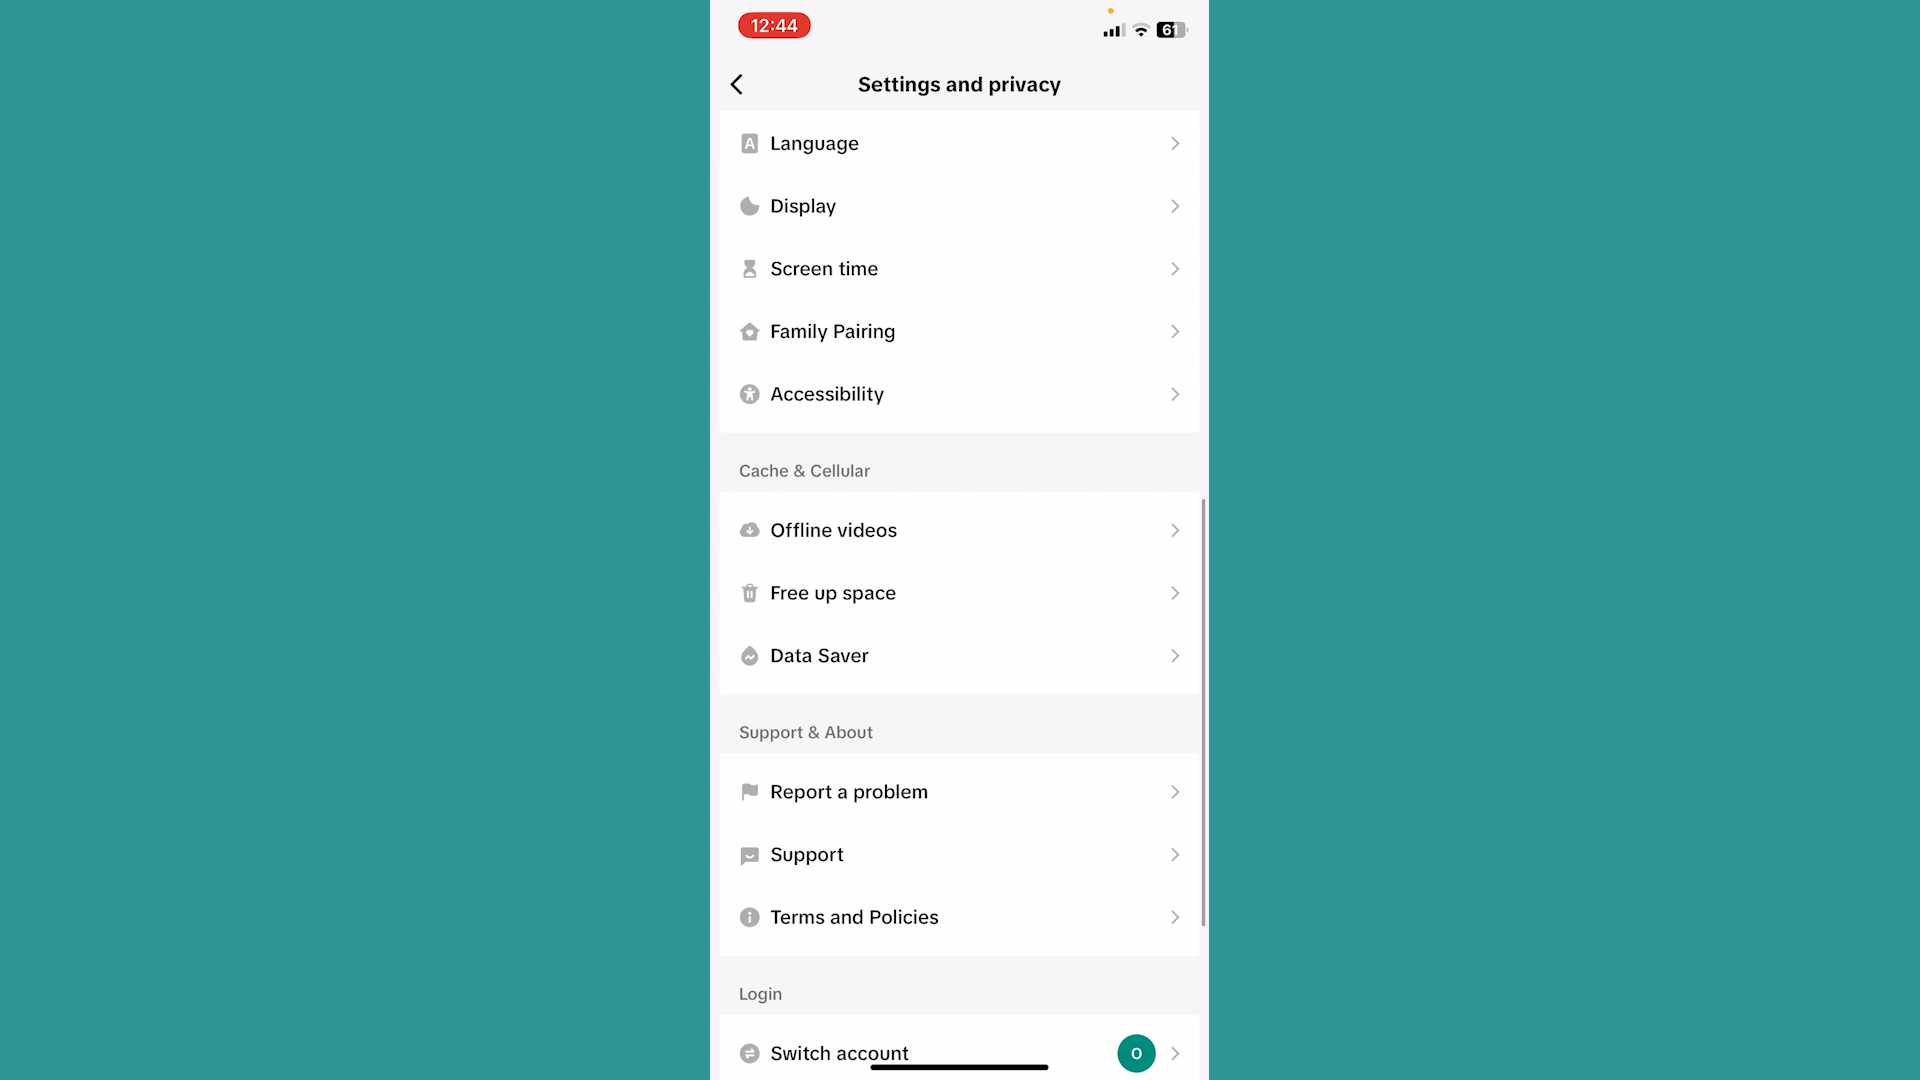 12:44
61
Settings and privacy
A Language
Display
Screen time
Family Pairing
Accessibility
Cache & Cellular
Offline videos
Free up space
Data Saver
Support & About
Report a problem
Support
Terms and Policies
Login
Switch account
O